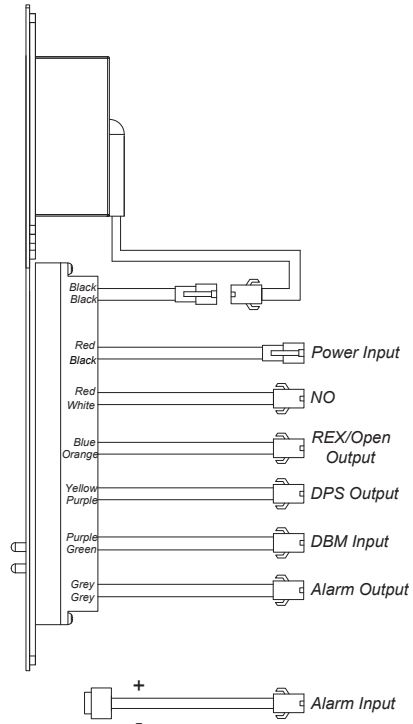 Black
Black
Red
Black
Power Input
Red
White
NO
Blue
Orange
REX/Open
Output
Yellow
Purple
DPS Output
Purple
Green
DBM Input
Grey
Grey
Alarm Output
+
-
Alarm Input